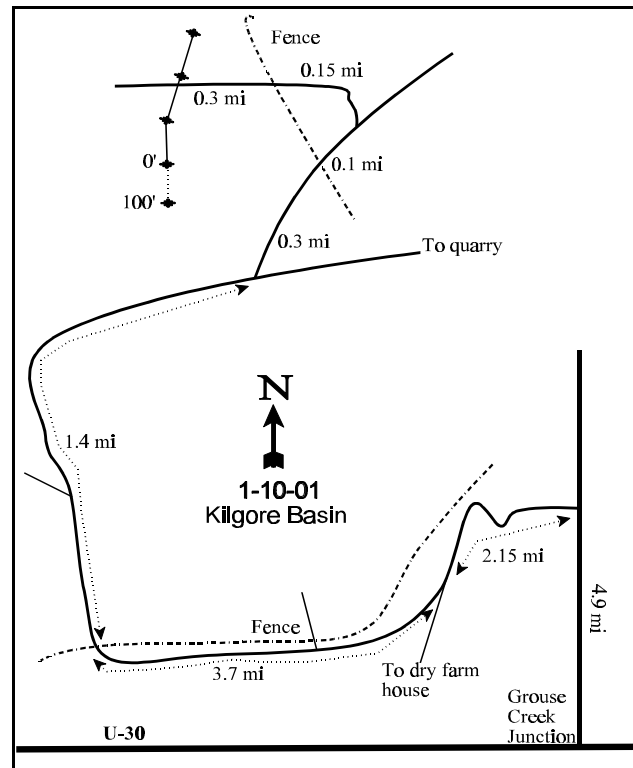 Fence
0.15 mi
0.3 mi
0'
0.1 mi
100'
0.3 mi
To quarry
N
1.4 mi
1-10-01
Kilgore Basin
2.15 mi
4.9 mi
Fence
3.7 mi
To dry farm
house
Grouse
Creek
Junction
U-30